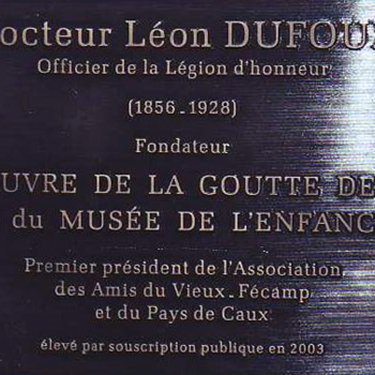 octeur Léon DUFOU
Officier de la Légion d'honneur
(1856-1928)
Fondateur
UVRE DE LA GOUTTE DE
du MUSÉE DE L'ENFANC
Premier président de l'Association
des Amis du Vieux-Fécamp
et du Pays de Caux
élevé par souscription publique en 2003